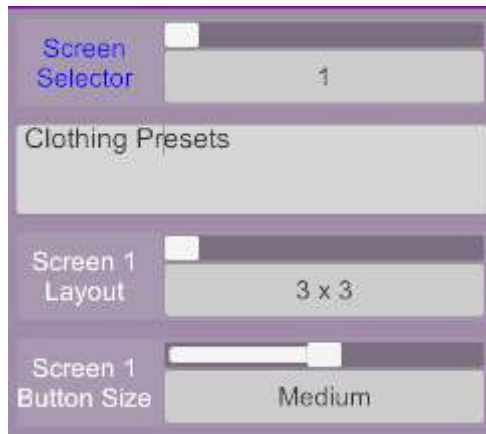 Screen
Selector
1
Clothing Presets
Screen 1
Layout
3 x 3
Screen 1
Button Size
Medium